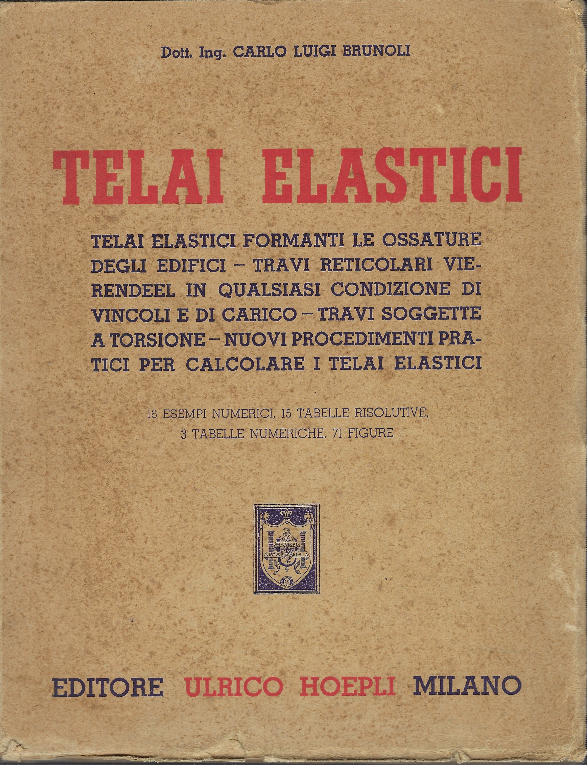 Dott. Ing. CARLO LUIGI BRUNOLI
TELAI ELASTICI
TELAI ELASTICI FORMANTI LE OSSATURE
DEGLI EDIFICI – TRAVI RETICOLARI VIE-
RENDEEL IN QUALSIASI CONDIZIONE DI
VINCOLI E DI CARICO – TRAVI SOGGETTE
A TORSIONE – NUOVI PROCEDIMENTI PRA-
TICI PER CALCOLARE I TELAI ELASTICI
ESEMPI NUMERICI, 15 TABELLE RISOLUTIVE,
3 TABELLE NUMERICHE, 71 FIGURE
EDITORE ULRICO HOEPLI MILANO